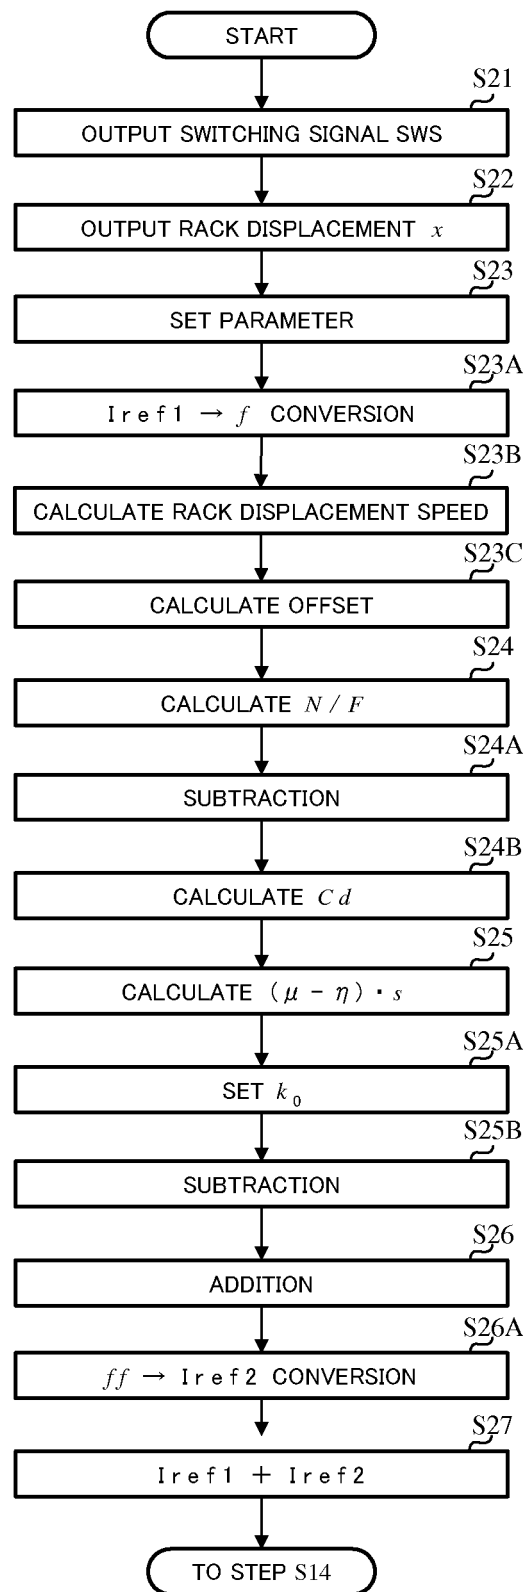 START
S21
OUTPUT SWITCHING SIGNAL SWS
S22
OUTPUT RACK DISPLACEMENT x
S23
SET PARAMETER
S23A
Iref1 → f CONVERSION
S23B
CALCULATE RACK DISPLACEMENT SPEED
S23C
CALCULATE OFFSET
S24
CALCULATE N / F
S24A
SUBTRACTION
S24B
CALCULATE Cd
S25
CALCULATE (μ - η)・s
S25A
SET k₀
S25B
SUBTRACTION
S26
ADDITION
S26A
ff → Iref2 CONVERSION
S27
Iref1 + Iref2
TO STEP S14